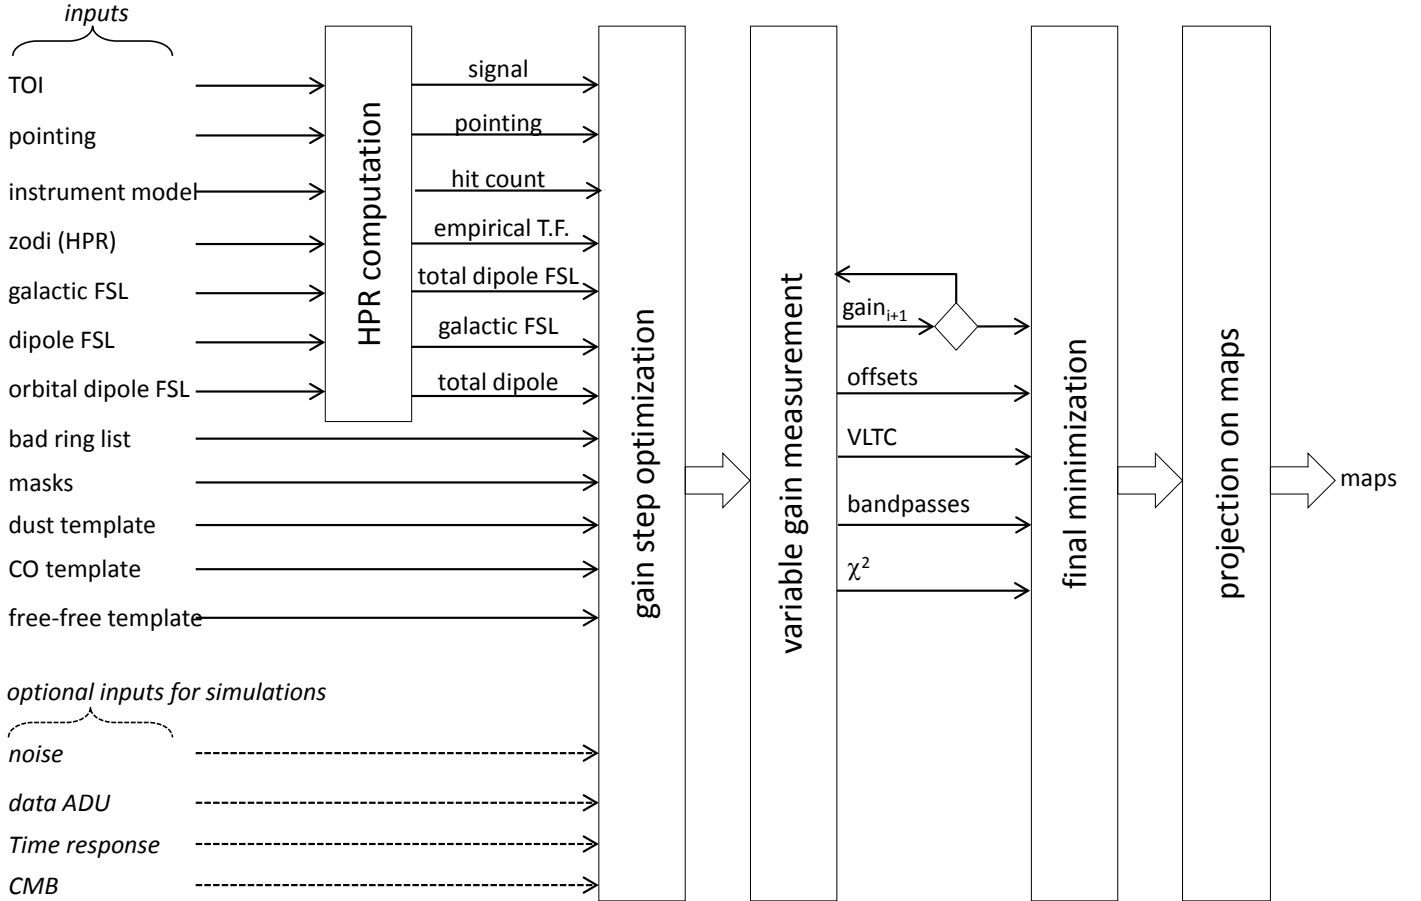 inputs
TOI
pointing
instrument model
zodi (HPR)
galactic FSL
dipole FSL
orbital dipole FSL
bad ring list
masks
dust template
CO template
free-free template
optional inputs for simulations
noise
data ADU
Time response
CMB
HPR computation
signal
pointing
hit count
empirical T.F.
total dipole FSL
galactic FSL
total dipole
gain step optimization
variable gain measurement
gain_{i+1}
offsets
VLTC
bandpasses
χ²
final minimization
projection on maps
maps